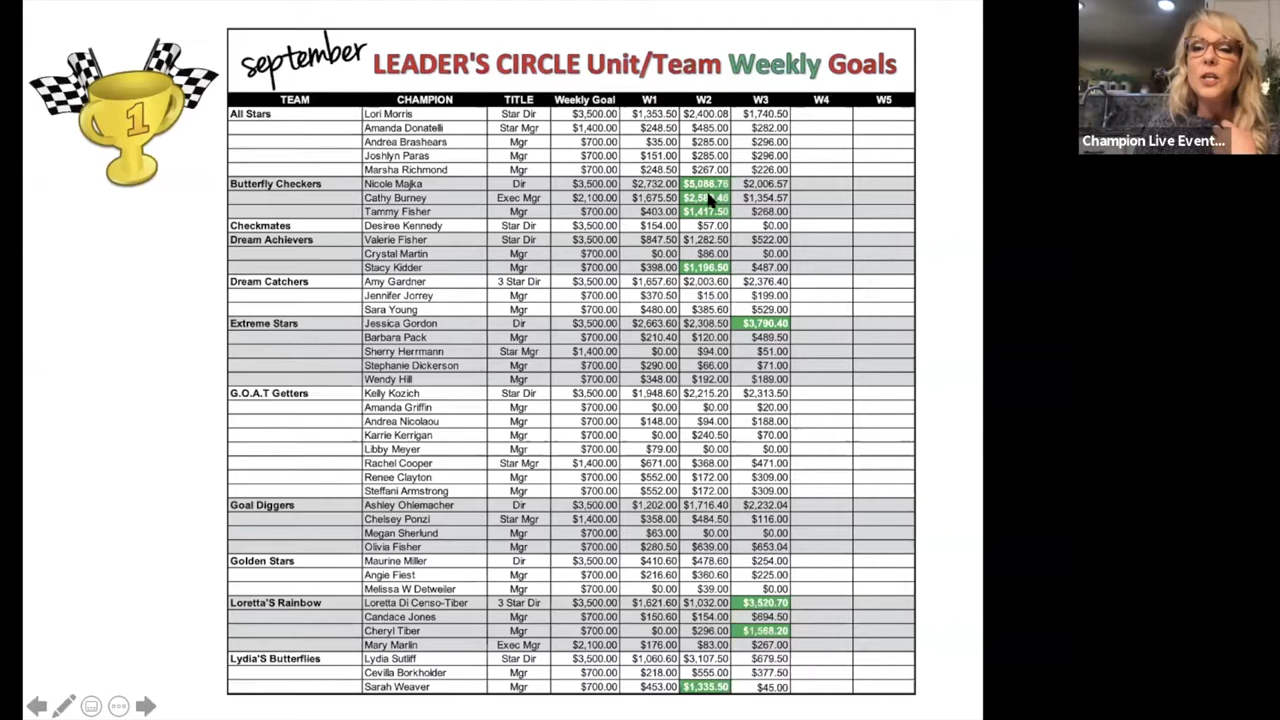 september LEADER'S CIRCLE Unit/Team Weekly Goals
TEAM CHAMPION TITLE Weekly Goal W1 W2 W3 W4 W5
All Stars Lori Morris Star Dir $3,500.00 $1,353.50 $2,400.08 $1,740.50
Amanda Donatelli Star Mgr $1,400.00 $248.50 $485.00 $282.00
Andrea Brashears Mgr $700.00 $35.00 $285.00 $296.00
Joshlyn Paras Mgr $700.00 $151.00 $285.00 $296.00
Marsha Richmond Mgr $700.00 $248.50 $267.00 $226.00
Butterfly Checkers Nicole Majka Dir $3,500.00 $2,732.00 $5,086.76 $2,006.57
Cathy Burney Exec Mgr $2,100.00 $1,675.50 $1,354.57
Tammy Fisher Mgr $700.00 $403.00 $1,417.50 $268.00
Checkmates Desiree Kennedy Star Dir $3,500.00 $154.00 $57.00 $0.00
Dream Achievers Valerie Fisher Star Dir $3,500.00 $847.50 $1,282.50 $522.00
Crystal Martin Mgr $700.00 $0.00 $86.00 $0.00
Stacy Kidder Mgr $700.00 $398.00 $1,196.50 $487.00
Dream Catchers Amy Gardner 3 Star Dir $3,500.00 $1,657.60 $2,003.60 $2,376.40
Jennifer Jorrey Mgr $700.00 $370.50 $15.00 $199.00
Sara Young Mgr $700.00 $480.00 $385.60 $529.00
Extreme Stars Jessica Gordon Dir $3,500.00 $2,663.60 $2,308.50 $3,790.40
Barbara Pack Mgr $700.00 $210.40 $120.00 $489.50
Sherry Herrmann Star Mgr $1,400.00 $0.00 $94.00 $51.00
Stephanie Dickerson Mgr $700.00 $290.00 $66.00 $71.00
Wendy Hill Mgr $700.00 $348.00 $192.00 $189.00
G.O.A.T Getters Kelly Kozich Star Dir $3,500.00 $1,948.60 $2,215.20 $2,313.50
Amanda Griffin Mgr $700.00 $0.00 $0.00 $20.00
Andrea Nicolaou Mgr $700.00 $148.00 $94.00 $188.00
Karrie Kerrigan Mgr $700.00 $0.00 $240.50 $70.00
Libby Meyer Mgr $700.00 $79.00 $0.00 $0.00
Rachel Cooper Star Mgr $1,400.00 $671.00 $368.00 $471.00
Renee Clayton Mgr $700.00 $552.00 $172.00 $309.00
Steffani Armstrong Mgr $700.00 $552.00 $172.00 $309.00
Goal Diggers Ashley Ohlemacher Dir $3,500.00 $1,202.00 $1,716.40 $2,232.04
Chelsey Ponzi Star Mgr $1,400.00 $358.00 $484.50 $116.00
Megan Sherlund Mgr $700.00 $63.00 $0.00 $0.00
Olivia Fisher Mgr $700.00 $280.50 $639.00 $653.04
Golden Stars Maurine Miller Dir $3,500.00 $410.60 $478.60 $254.00
Angie Fiest Mgr $700.00 $216.60 $360.60 $225.00
Melissa W Detweiler Mgr $700.00 $0.00 $39.00 $0.00
Loretta'S Rainbow Loretta Di Censo-Tiber 3 Star Dir $3,500.00 $1,621.60 $1,032.00 $3,520.70
Candace Jones Mgr $700.00 $150.60 $154.00 $694.50
Cheryl Tiber Mgr $700.00 $0.00 $296.00 $1,568.20
Mary Marlin Exec Mgr $2,100.00 $176.00 $83.00 $267.00
Lydia'S Butterflies Lydia Sutliff Star Dir $3,500.00 $1,060.60 $3,107.50 $679.50
Cevilla Borkholder Mgr $700.00 $218.00 $555.00 $377.50
Sarah Weaver Mgr $700.00 $453.00 $1,335.50 $45.00
1
Champion Live Event...